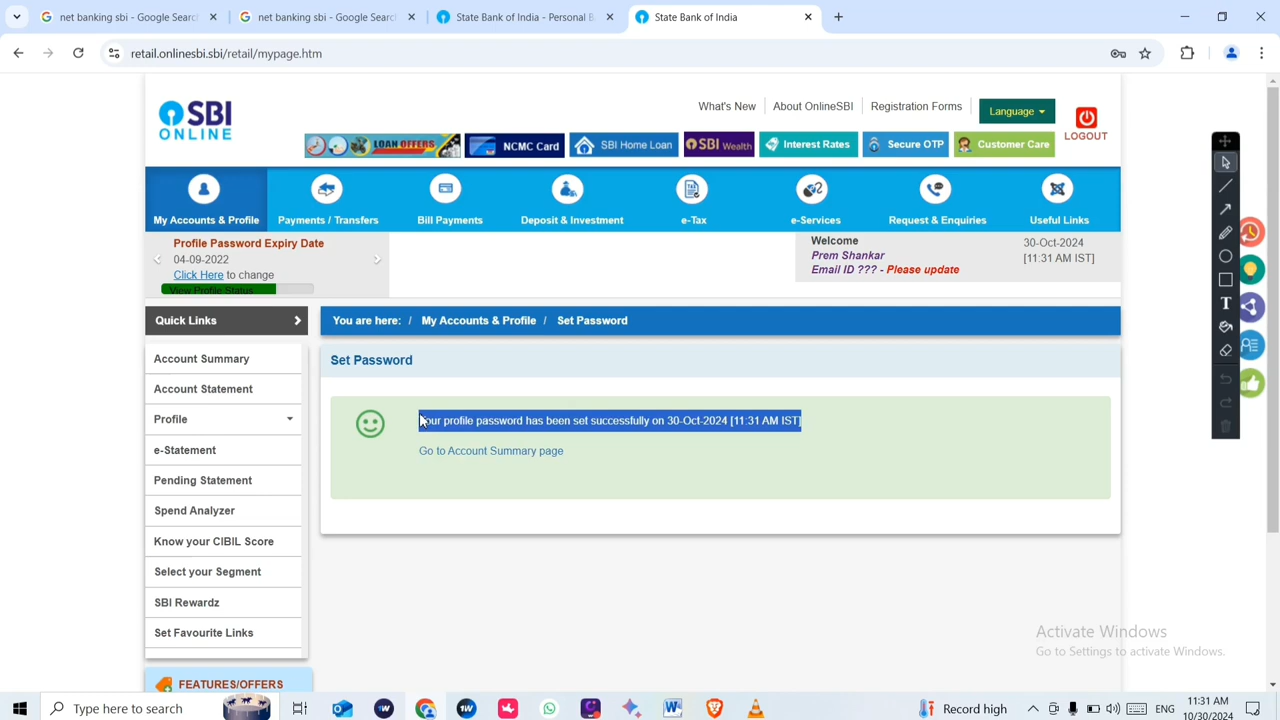 net banking sbi - Google Searc
net banking sbi - Google Search
State Bank of India - Personal B
State Bank of India
retail.onlinesbi.sbi/retail/mypage.htm
SBI
ONLINE
What's New
About OnlineSBI
Registration Forms
Language
LOGOUT
LOAN OFFERS
NCMC Card
SBI Home Loan
SBI Wealth
Interest Rates
Secure OTP
Customer Care
My Accounts & Profile
Payments / Transfers
Bill Payments
Deposit & Investment
e-Tax
e-Services
Request & Enquiries
Useful Links
Profile Password Expiry Date
04-09-2022
Click Here to change
View Profile Status
Welcome
Prem Shankar
Email ID ??? - Please update
30-Oct-2024
[11:31 AM IST]
Quick Links
You are here: / My Accounts & Profile / Set Password
Account Summary
Account Statement
Profile
e-Statement
Pending Statement
Spend Analyzer
Know your CIBIL Score
Select your Segment
SBI Rewardz
Set Favourite Links
FEATURES/OFFERS
Set Password
Your profile password has been set successfully on 30-Oct-2024 [11:31 AM IST]
Go to Account Summary page
T
Activate Windows
Go to Settings to activate Windows.
Type here to search
Record high
ENG
11:31 AM
10/30/2024